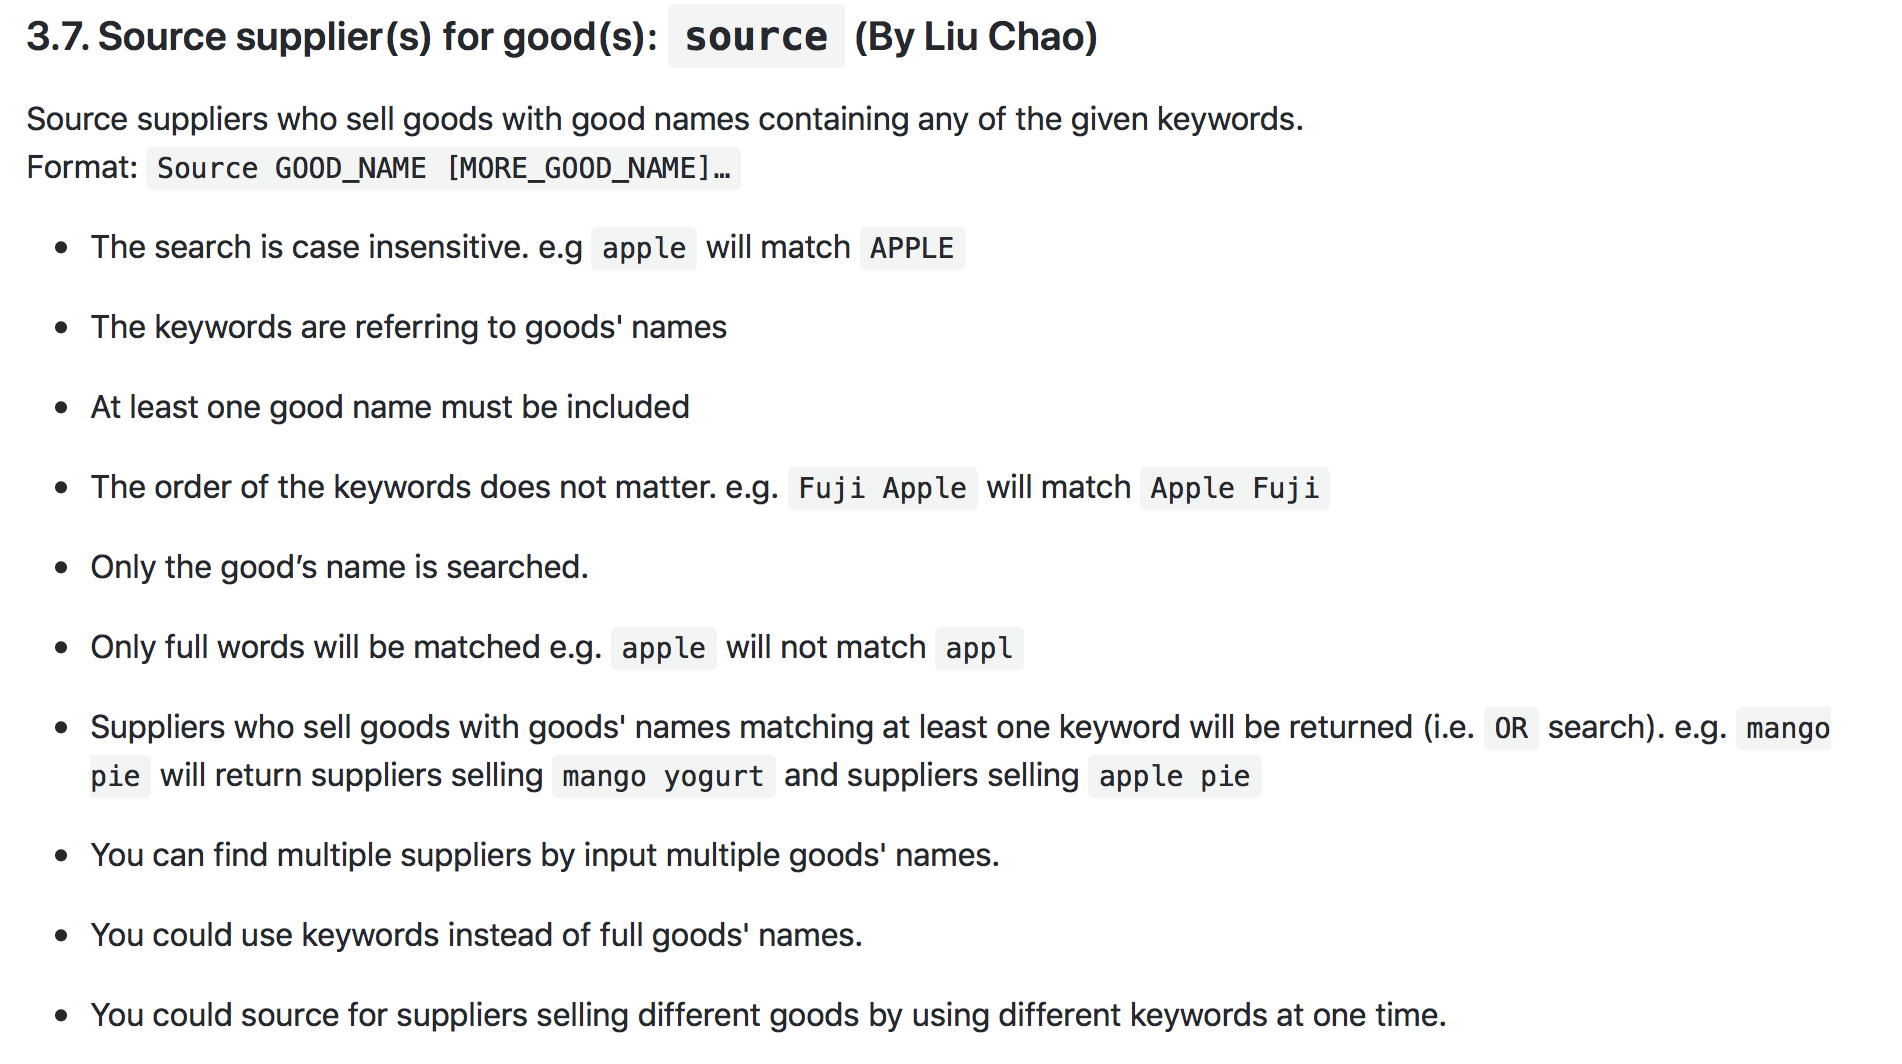 3.7. Source supplier(s) for good(s): source (By Liu Chao)
Source suppliers who sell goods with good names containing any of the given keywords.
Format: Source GOOD_NAME [MORE_GOOD_NAME]…
• The search is case insensitive. e.g apple will match APPLE
• The keywords are referring to goods' names
• At least one good name must be included
• The order of the keywords does not matter. e.g. Fuji Apple will match Apple Fuji
• Only the good’s name is searched.
• Only full words will be matched e.g. apple will not match appl
• Suppliers who sell goods with goods' names matching at least one keyword will be returned (i.e. OR search). e.g. mango
pie will return suppliers selling mango yogurt and suppliers selling apple pie
• You can find multiple suppliers by input multiple goods' names.
• You could use keywords instead of full goods' names.
• You could source for suppliers selling different goods by using different keywords at one time.